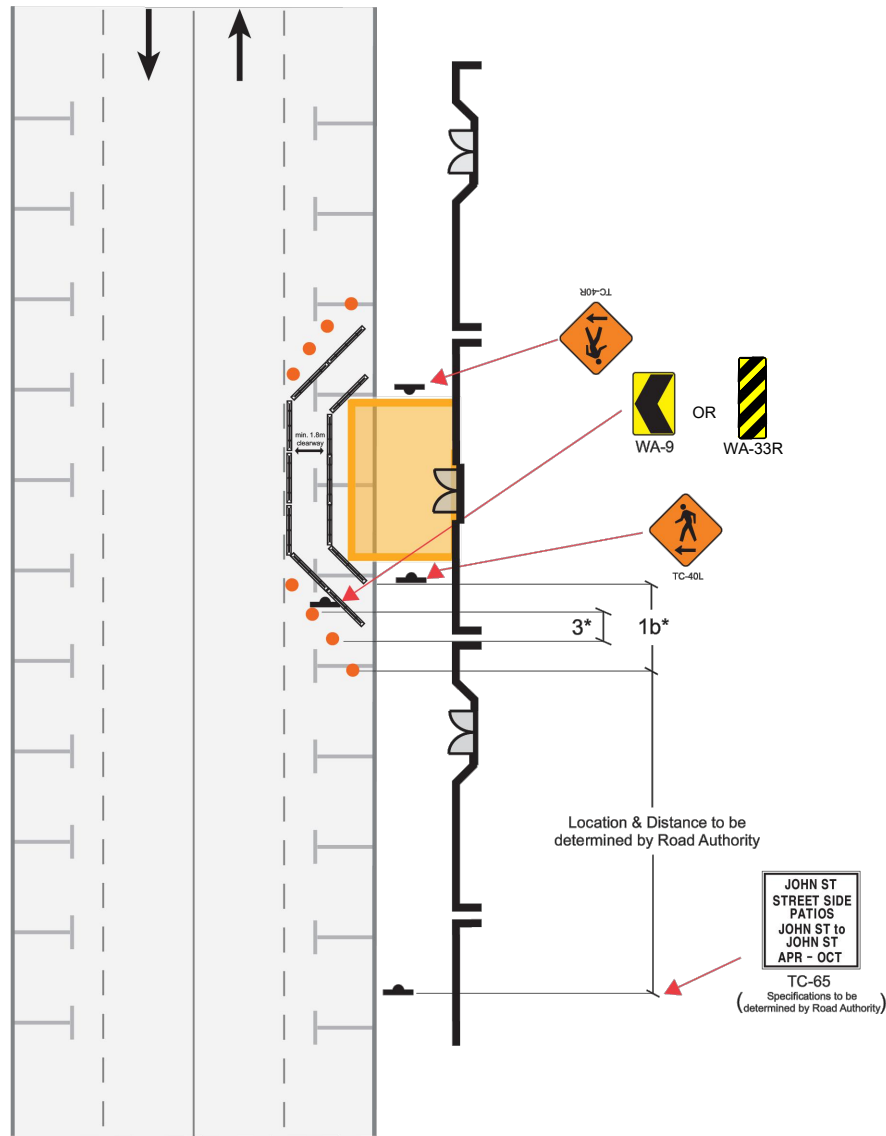 TC-40R
WA-9
OR
WA-33R
min. 1.8m
clearway
TC-40L
3*
1b*
Location & Distance to be
determined by Road Authority
JOHN ST
STREET SIDE
PATIOS
JOHN ST to
JOHN ST
APR - OCT
TC-65
(Specifications to be
determined by Road Authority)